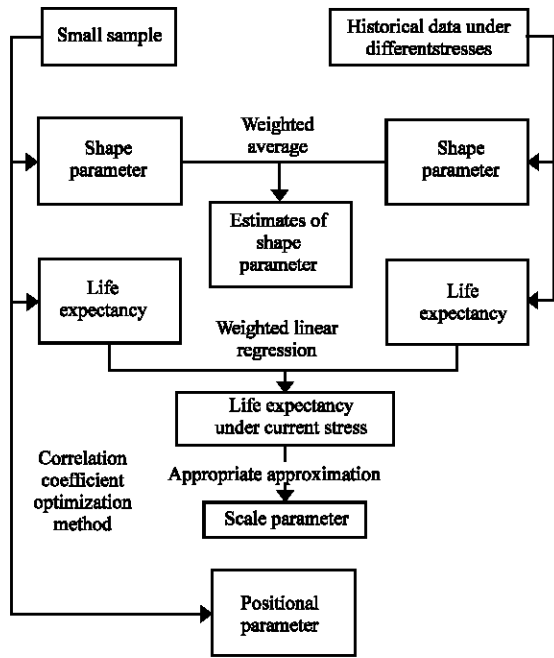 Small sample
Historical data under
differentstresses
Weighted
average
Shape
parameter
Shape
parameter
Estimates of
shape
parameter
Life
expectancy
Life
expectancy
Weighted linear
regression
Life expectancy
under current stress
Correlation
coefficient
optimization
method
Appropriate approximation
Scale parameter
Positional
parameter